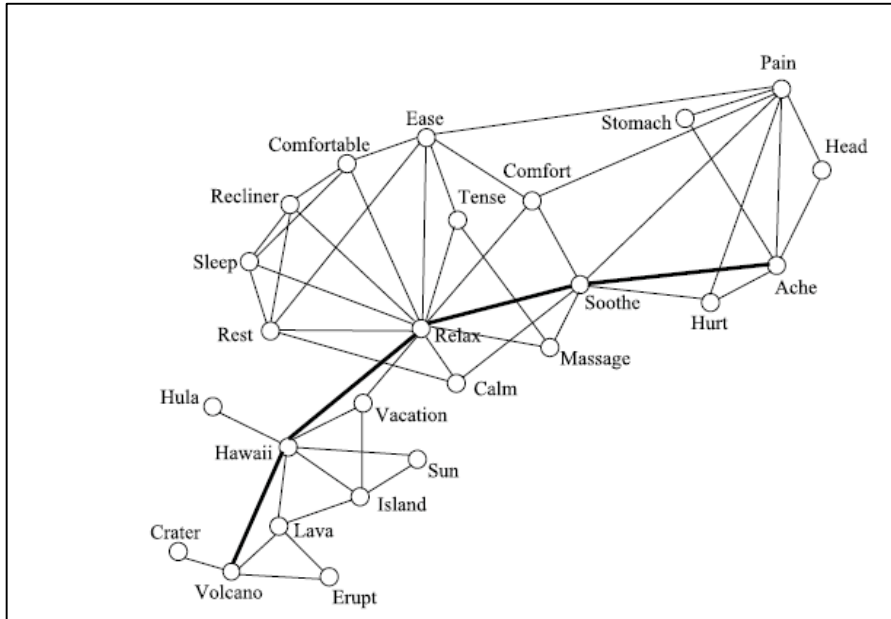 Pain
Stomach
Ease
Comfortable
Head
Comfort
Recliner
Tense
Sleep
Ache
Soothe
Hurt
Rest
Relax
Massage
Calm
Hula
Vacation
Hawaii
Sun
Island
Crater
Lava
Volcano
Erupt